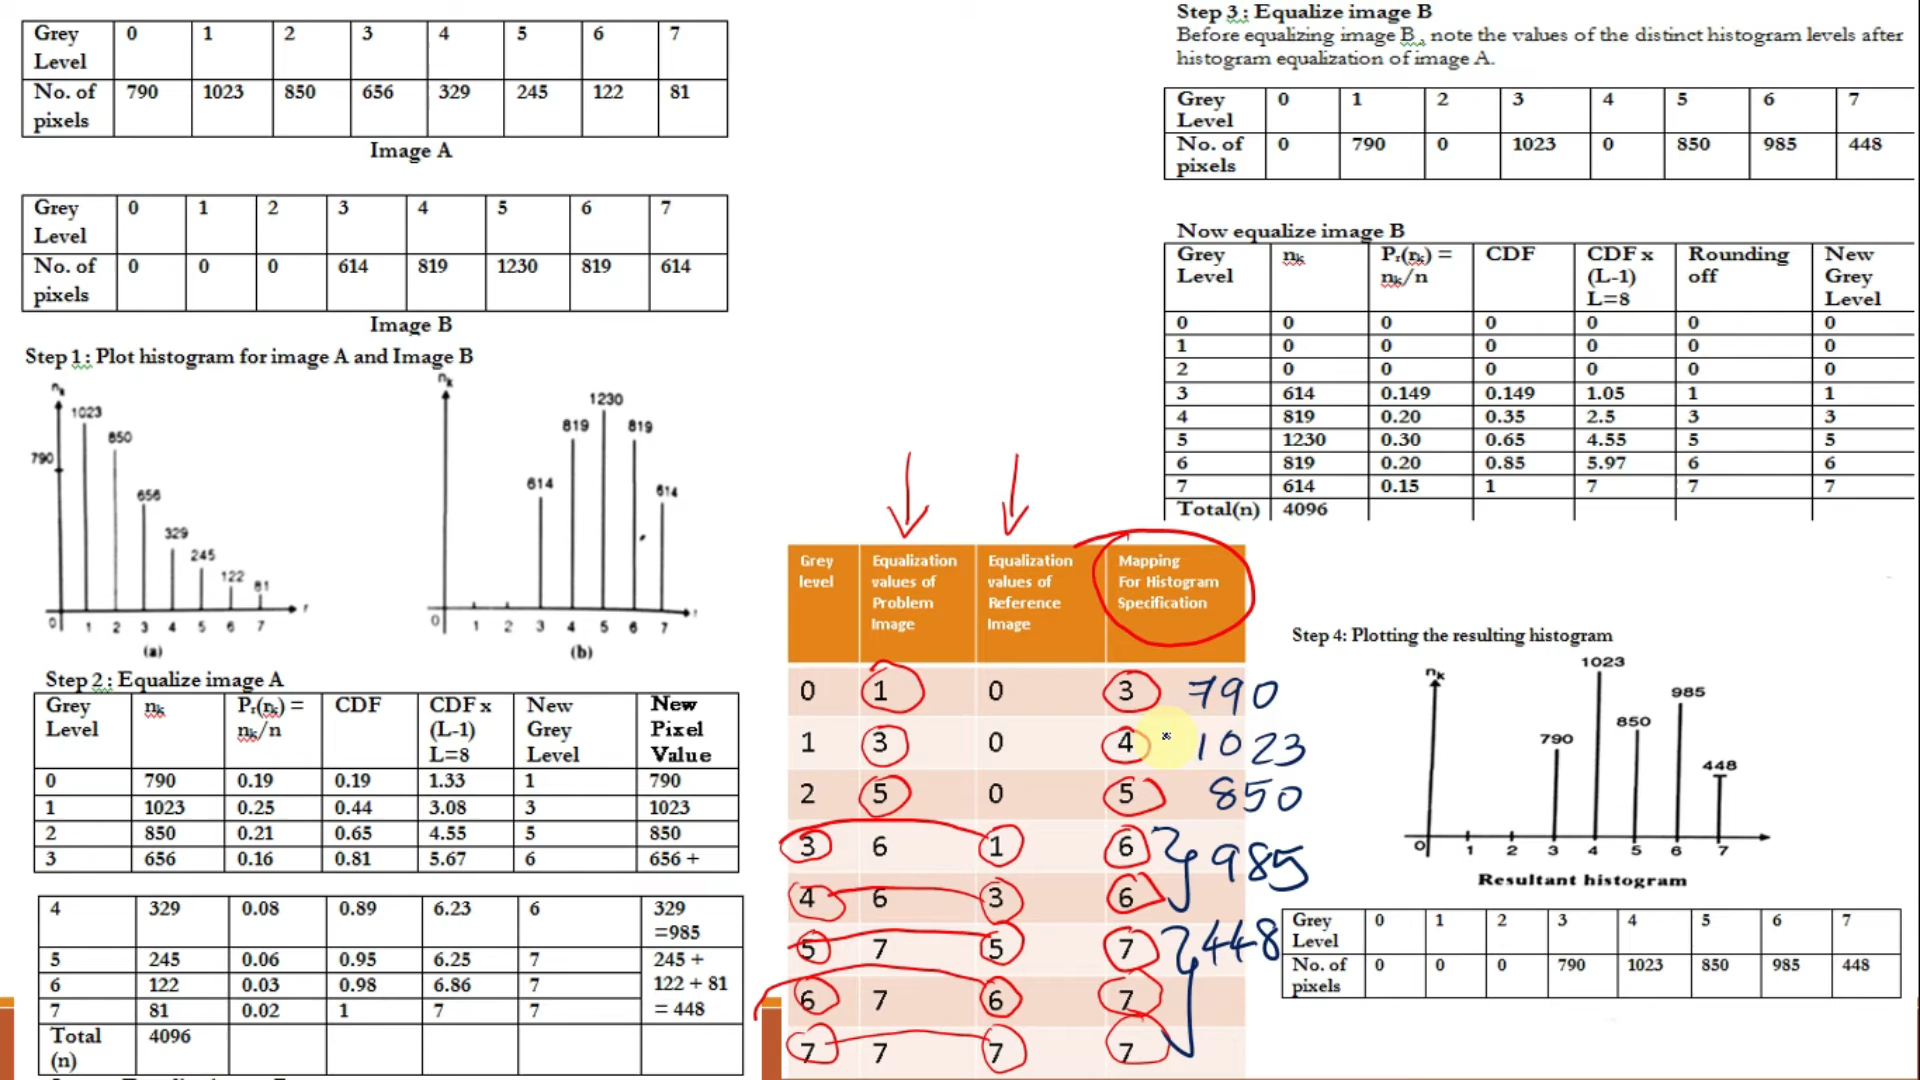 Grey Level 0 1 2 3 4 5 6 7
No. of pixels 790 1023 850 656 329 245 122 81
Image A
Grey Level 0 1 2 3 4 5 6 7
No. of pixels 0 0 0 614 819 1230 819 614
Image B
Step 1: Plot histogram for image A and Image B
nk
1023
850
790
656
329
245
122
81
r
0 1 2 3 4 5 6 7
(a)
nk
1230
819 819
614 614
0 1 2 3 4 5 6 7
(b)
Step 2: Equalize image A
Grey Level nk Pr(rk) = nk/n CDF CDF x (L-1) L=8 New Grey Level New Pixel Value
0 790 0.19 0.19 1.33 1 790
1 1023 0.25 0.44 3.08 3 1023
2 850 0.21 0.65 4.55 5 850
3 656 0.16 0.81 5.67 6 656 +
4 329 0.08 0.89 6.23 6 329 =985
5 245 0.06 0.95 6.25 7 245 +
6 122 0.03 0.98 6.86 7 122 + 81
7 81 0.02 1 7 7 = 448
Total (n) 4096
Grey level Equalization values of Problem Image Equalization values of Reference Image Mapping For Histogram Specification
0 1 0 3 790
1 3 0 4 1023
2 5 0 5 850
3 6 1 6 985
4 6 3 6
5 7 5 7 448
6 7 6 7
7 7 7 7
Step 3: Equalize image B
Before equalizing image B, note the values of the distinct histogram levels after
histogram equalization of image A.
Grey Level 0 1 2 3 4 5 6 7
No. of pixels 0 790 0 1023 0 850 985 448
Now equalize image B
Grey Level nk Pr(rk) = nk/n CDF CDF x (L-1) L=8 Rounding off New Grey Level
0 0 0 0 0 0 0
1 0 0 0 0 0 0
2 0 0 0 0 0 0
3 614 0.149 0.149 1.05 1 1
4 819 0.20 0.35 2.5 3 3
5 1230 0.30 0.65 4.55 5 5
6 819 0.20 0.85 5.97 6 6
7 614 0.15 1 7 7 7
Total(n) 4096
Step 4: Plotting the resulting histogram
nk
1023
985
850
790
448
0 1 2 3 4 5 6 7
Resultant histogram
Grey Level 0 1 2 3 4 5 6 7
No. of pixels 0 0 0 790 1023 850 985 448